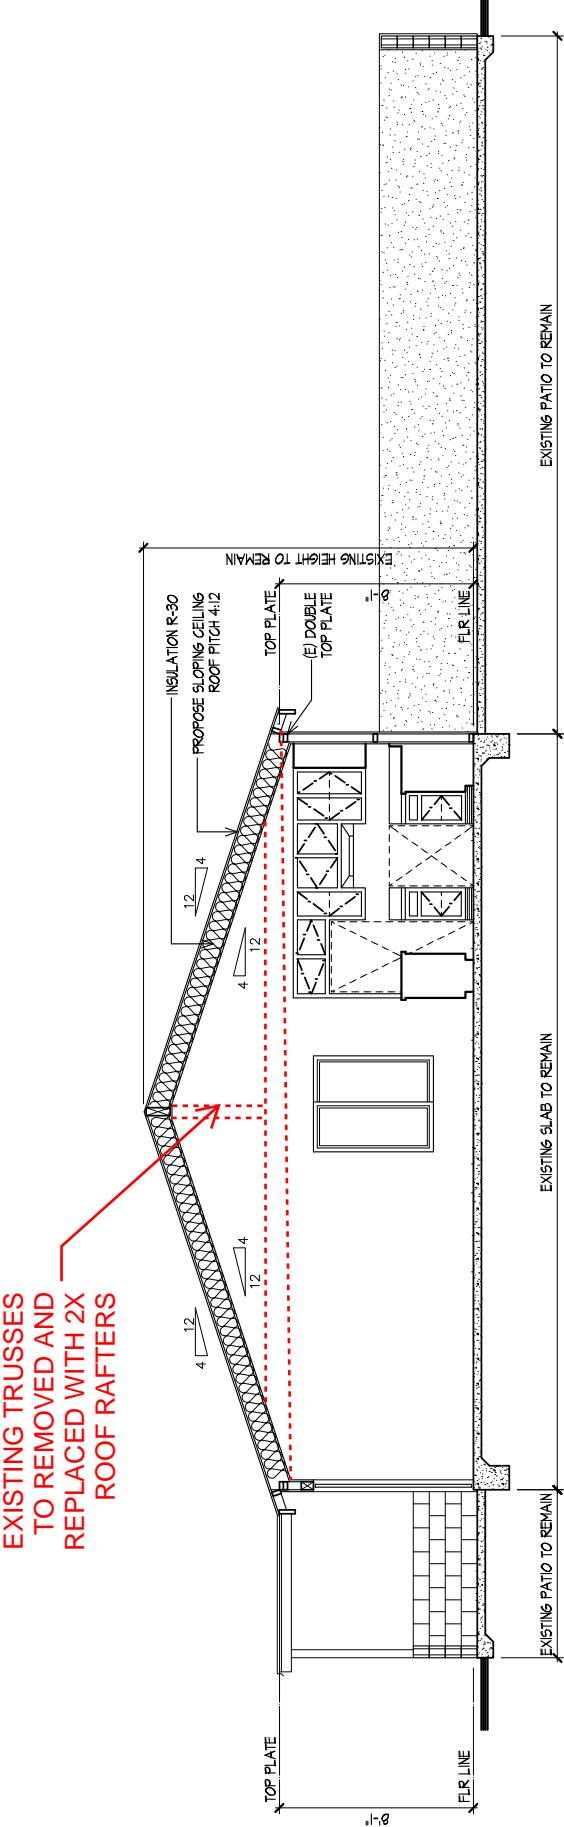 EXISTING TRUSSES
TO REMOVED AND
REPLACED WITH 2X
ROOF RAFTERS
INSULATION R-30
PROPOSE SLOPING CEILING
ROOF PITCH 4:12
12
4
12
4
4
12
4
12
TOP PLATE
(E) DOUBLE
TOP PLATE
EXISTING HEIGHT TO REMAIN
8'-1"
FLR LINE
TOP PLATE
8'-1"
FLR LINE
EXISTING PATIO TO REMAIN
EXISTING SLAB TO REMAIN
EXISTING PATIO TO REMAIN